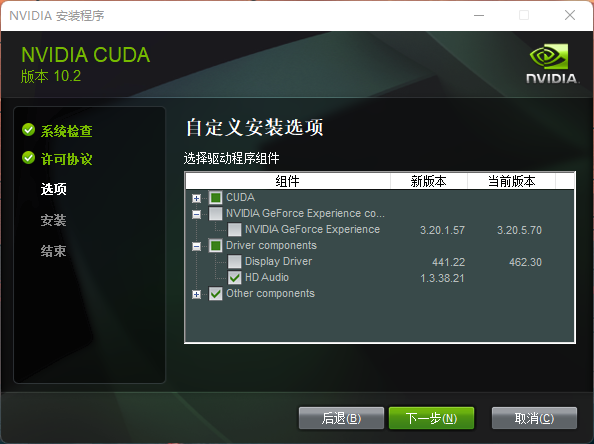 NVIDIA 安装程序
NVIDIA CUDA
版本 10.2
NVIDIA.
系统检查
许可协议
选项
安装
结束
自定义安装选项
选择驱动程序组件
组件 新版本 当前版本
CUDA
NVIDIA GeForce Experience co...
NVIDIA GeForce Experience 3.20.1.57 3.20.5.70
Driver components
Display Driver 441.22 462.30
HD Audio 1.3.38.21
Other components
后退(B) 下一步(N) 取消(C)